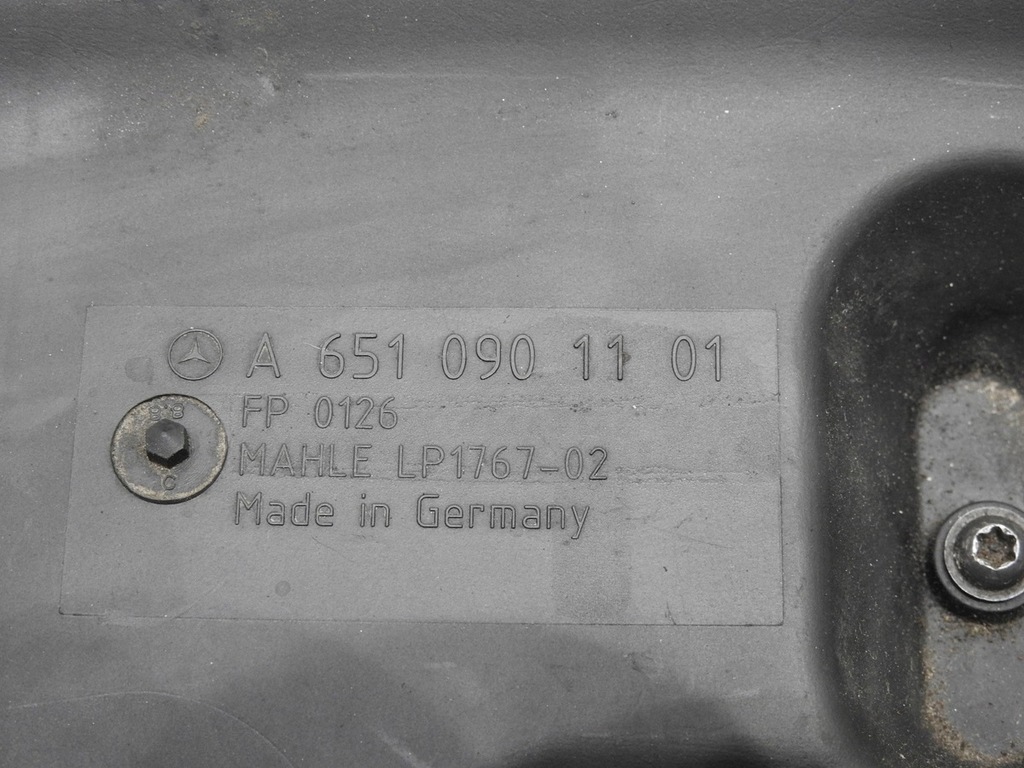 A 651 090 11 01
FP 0126
MAHLE LP1767-02
Made in Germany